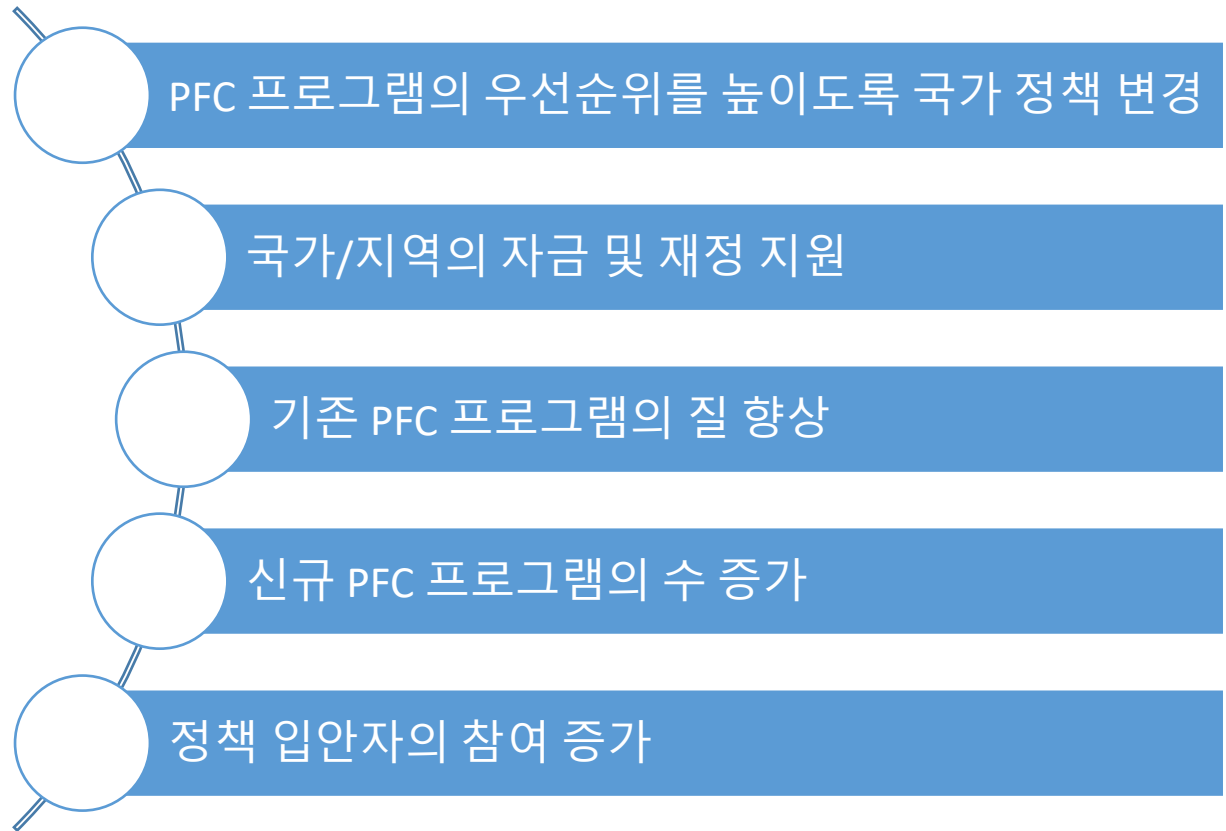 PFC 프로그램의 우선순위를 높이도록 국가 정책 변경
국가/지역의 자금 및 재정 지원
기존 PFC 프로그램의 질 향상
신규 PFC 프로그램의 수 증가
정책 입안자의 참여 증가